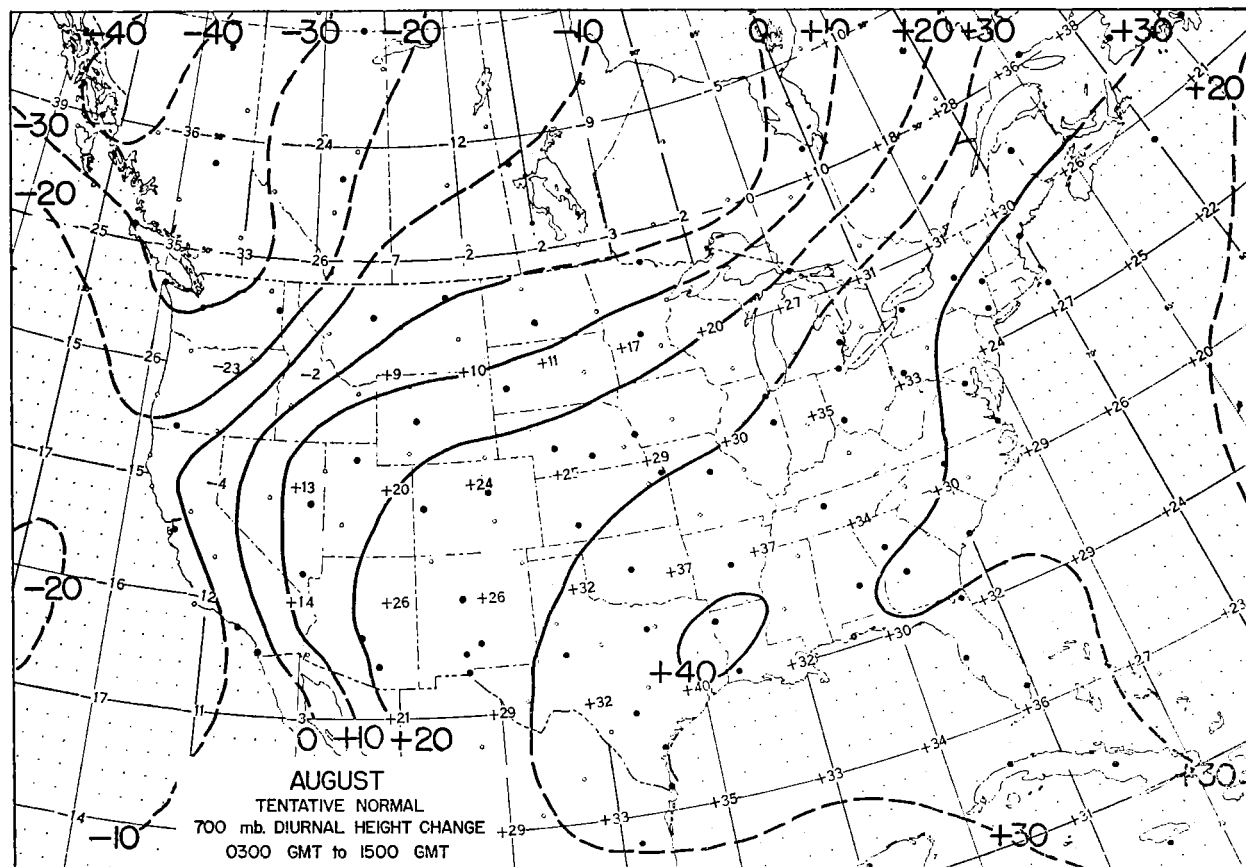 -40 -40 -30 -20 -10 0 +10 +20 +30 +30
+10 +38
36 +21
39 5 +28 +20
-30 36 -24 -12 9 +18
+26
-20 +10
0 +22
25 35 33 2 +30
26 7 2 2 3 +31 +25
+31
+27 +27
15 26 +20 +24 +20
-23 -2 +9 +10 +11 +17
+33 +26
+35
+30 +29
17 15 -4 +13 +20 +24 +25 +29
+30 +24
+34
+37 +29
-20 16 12 +14 +26 +26 +32 +37 +32 +23
+30
+40 +32 +27
17 11 -3 +21 +29 +32 +40 +36
0 +10 +20 +34
+33 +30
+35
14 -10 +29 +33 +30
AUGUST
TENTATIVE NORMAL
700 mb. DIURNAL HEIGHT CHANGE
0300 GMT to 1500 GMT